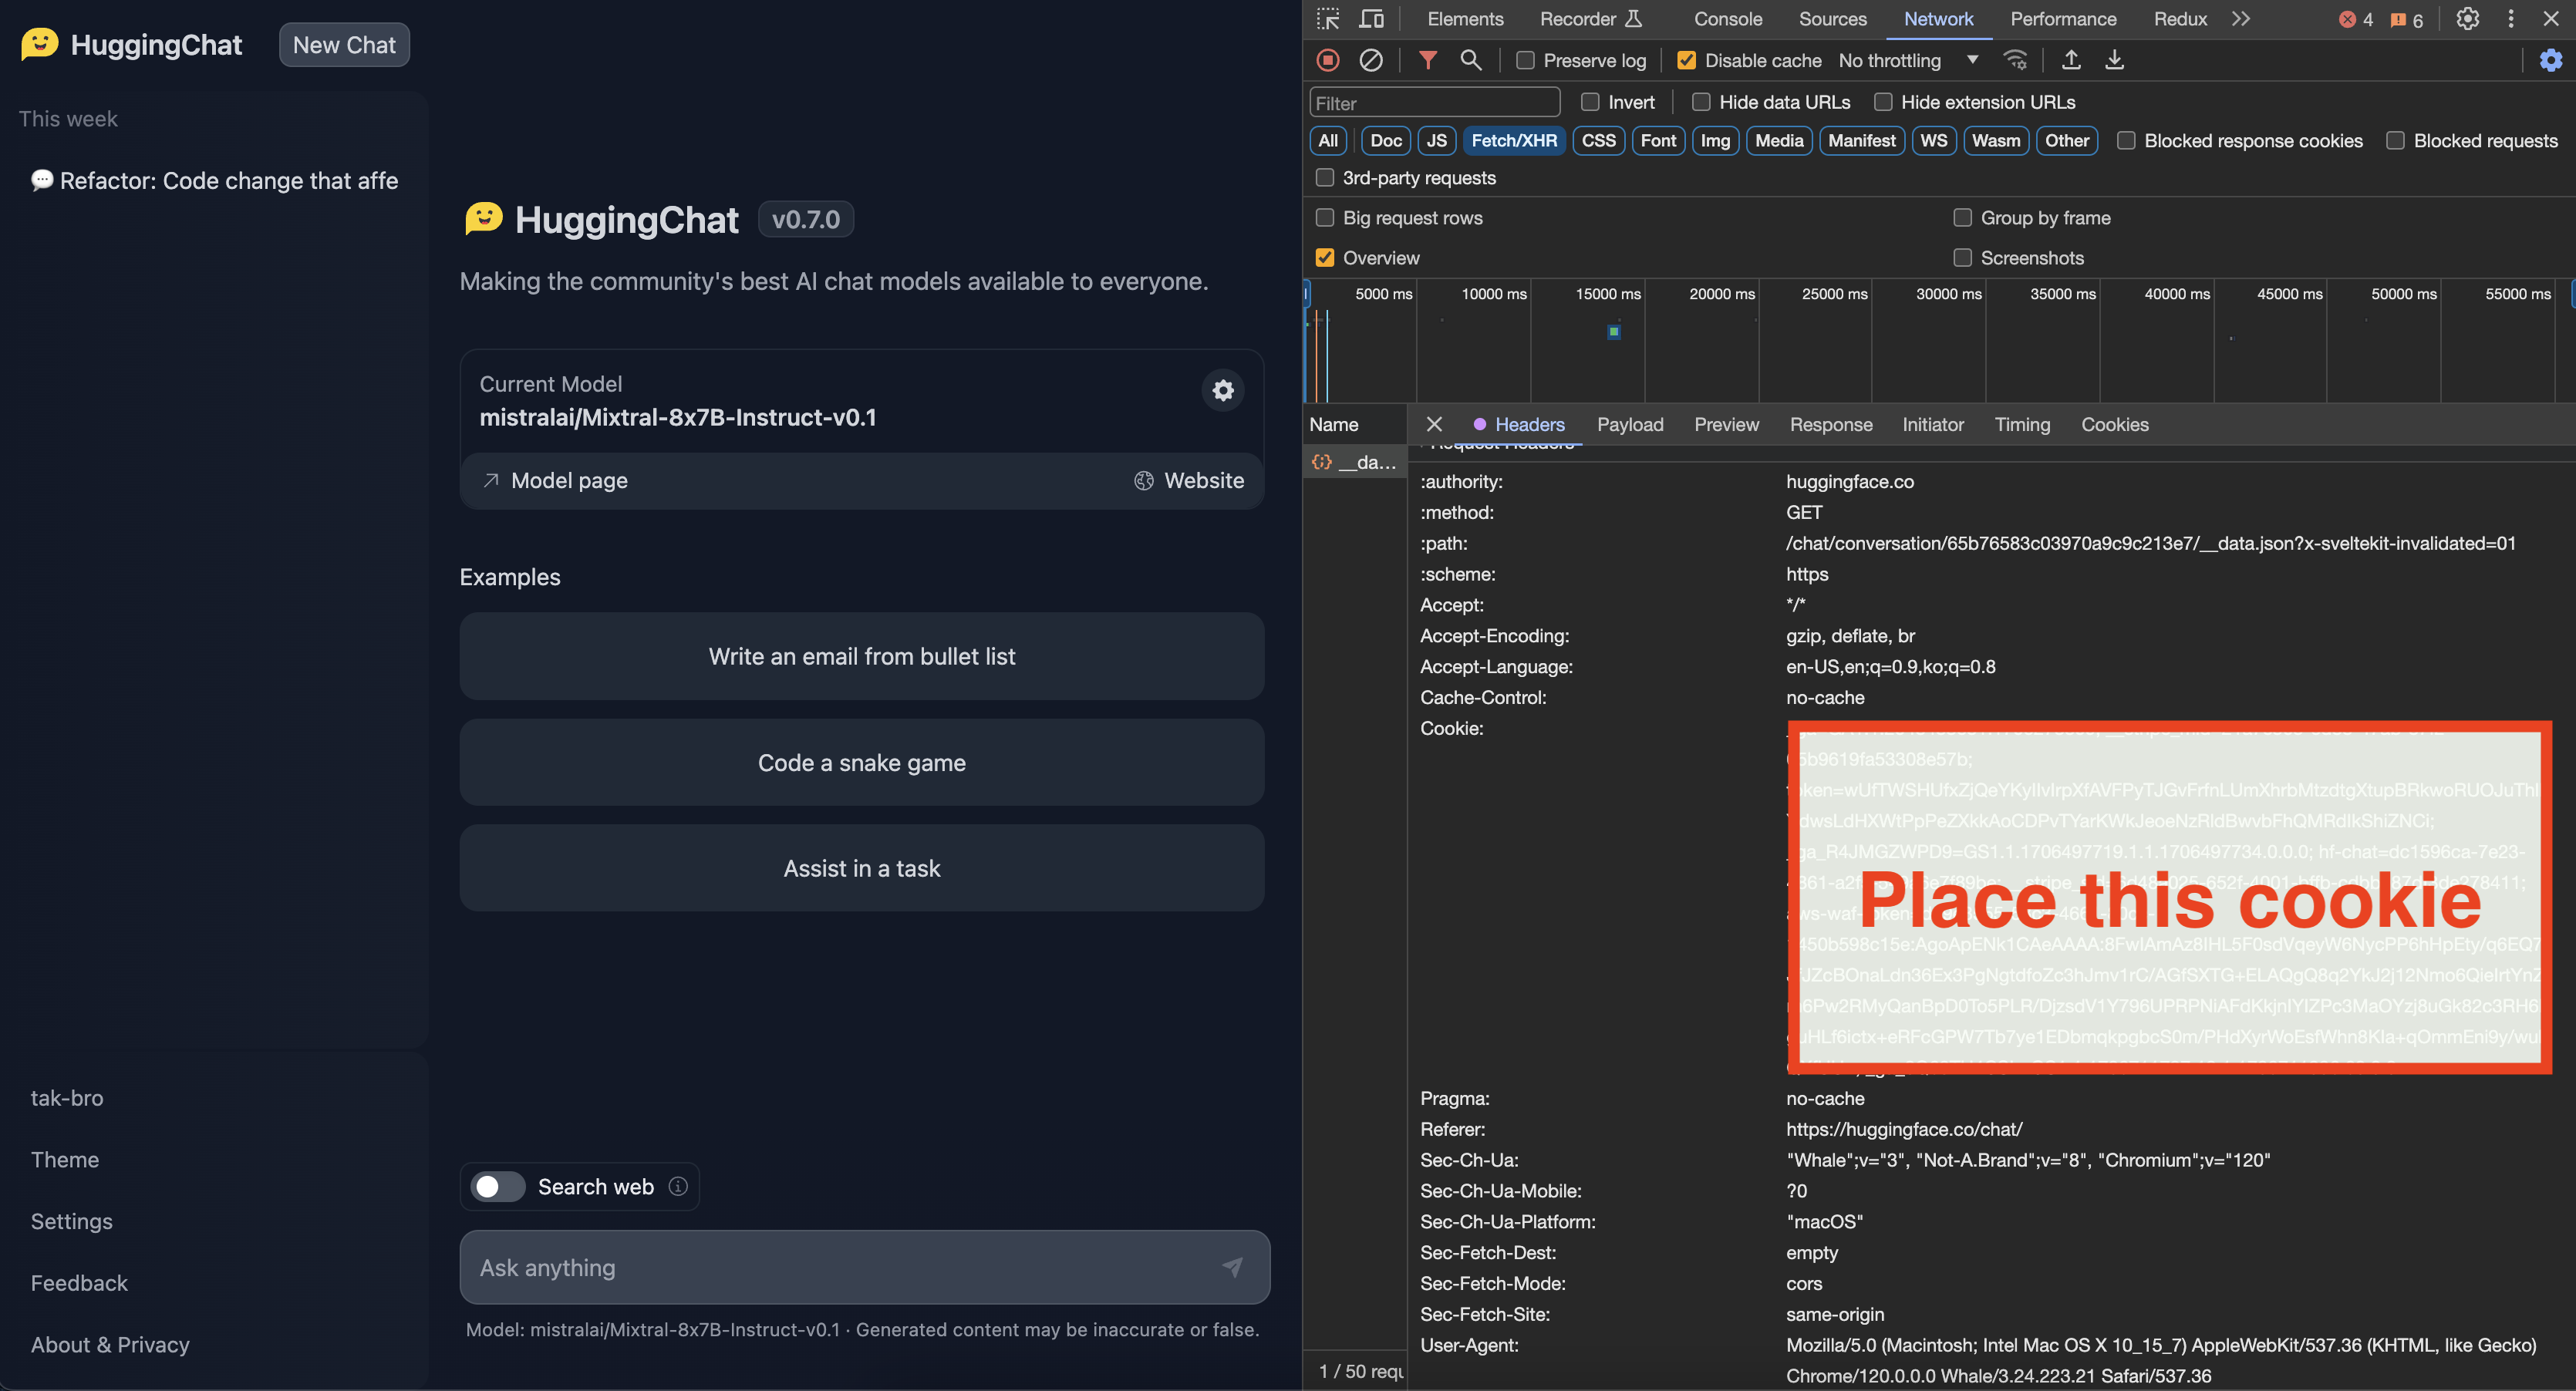 HuggingChat
New Chat
This week
Refactor: Code change that affe
tak-bro
Theme
Settings
Feedback
About & Privacy
HuggingChat v0.7.0
Making the community's best AI chat models available to everyone.
Current Model
mistralai/Mixtral-8x7B-Instruct-v0.1
Model page
Website
Examples
Write an email from bullet list
Code a snake game
Assist in a task
Search web
Ask anything
Model: mistralai/Mixtral-8x7B-Instruct-v0.1 · Generated content may be inaccurate or false.
Elements Recorder Console Sources Network Performance Redux 4 6
Preserve log Disable cache No throttling
Filter Invert Hide data URLs Hide extension URLs
All Doc JS Fetch/XHR CSS Font Img Media Manifest WS Wasm Other Blocked response cookies Blocked requests
3rd-party requests
Big request rows Group by frame
Overview Screenshots
5000 ms 10000 ms 15000 ms 20000 ms 25000 ms 30000 ms 35000 ms 40000 ms 45000 ms 50000 ms 55000 ms
Name Headers Payload Preview Response Initiator Timing Cookies
__da...
Request Headers
:authority: huggingface.co
:method: GET
:path: /chat/conversation/65b76583c03970a9c9c213e7/__data.json?x-sveltekit-invalidated=01
:scheme: https
Accept: */*
Accept-Encoding: gzip, deflate, br
Accept-Language: en-US,en;q=0.9,ko;q=0.8
Cache-Control: no-cache
Cookie:
Place this cookie
Pragma: no-cache
Referer: https://huggingface.co/chat/
Sec-Ch-Ua: "Whale";v="3", "Not-A.Brand";v="8", "Chromium";v="120"
Sec-Ch-Ua-Mobile: ?0
Sec-Ch-Ua-Platform: "macOS"
Sec-Fetch-Dest: empty
Sec-Fetch-Mode: cors
Sec-Fetch-Site: same-origin
User-Agent: Mozilla/5.0 (Macintosh; Intel Mac OS X 10_15_7) AppleWebKit/537.36 (KHTML, like Gecko)
Chrome/120.0.0.0 Whale/3.24.223.21 Safari/537.36
1 / 50 requ